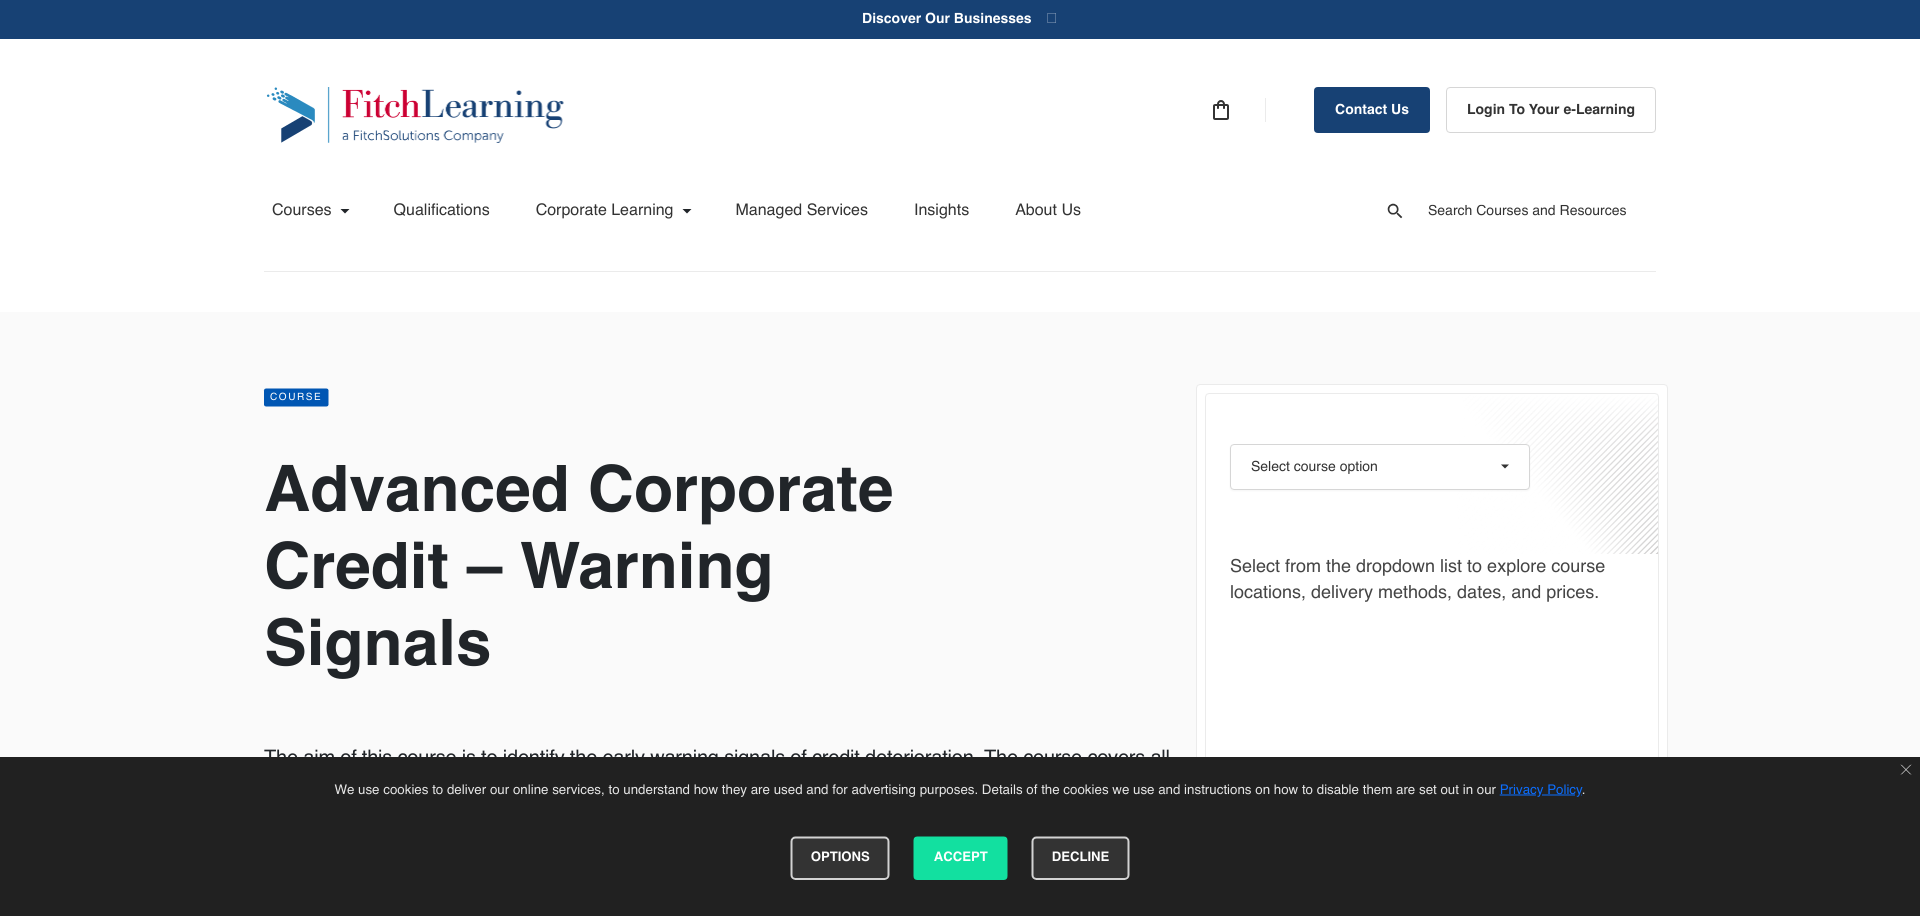 Discover Our Businesses
FitchLearning
a FitchSolutions Company
Contact Us
Login To Your e-Learning
Courses
Qualifications
Corporate Learning
Managed Services
Insights
About Us
Search Courses and Resources
COURSE
Advanced Corporate
Credit – Warning
Signals
Select course option
Select from the dropdown list to explore course
locations, delivery methods, dates, and prices.
The aim of this course is to identify the early warning signals of credit deterioration. The course covers all
We use cookies to deliver our online services, to understand how they are used and for advertising purposes. Details of the cookies we use and instructions on how to disable them are set out in our Privacy Policy.
OPTIONS
ACCEPT
DECLINE